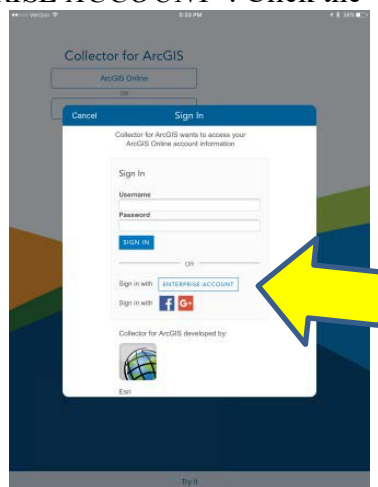 RISE ACCOUNT". Click the
Verizon
3:33 PM
38%
Collector for ArcGIS
ArcGIS Online
OR
Cancel
Sign In
Collector for ArcGIS wants to access your
ArcGIS Online account information
Sign In
Username
Password
SIGN IN
OR
Sign in with ENTERPRISE ACCOUNT
Sign in with f G+
Collector for ArcGIS developed by:
Esri
Try it